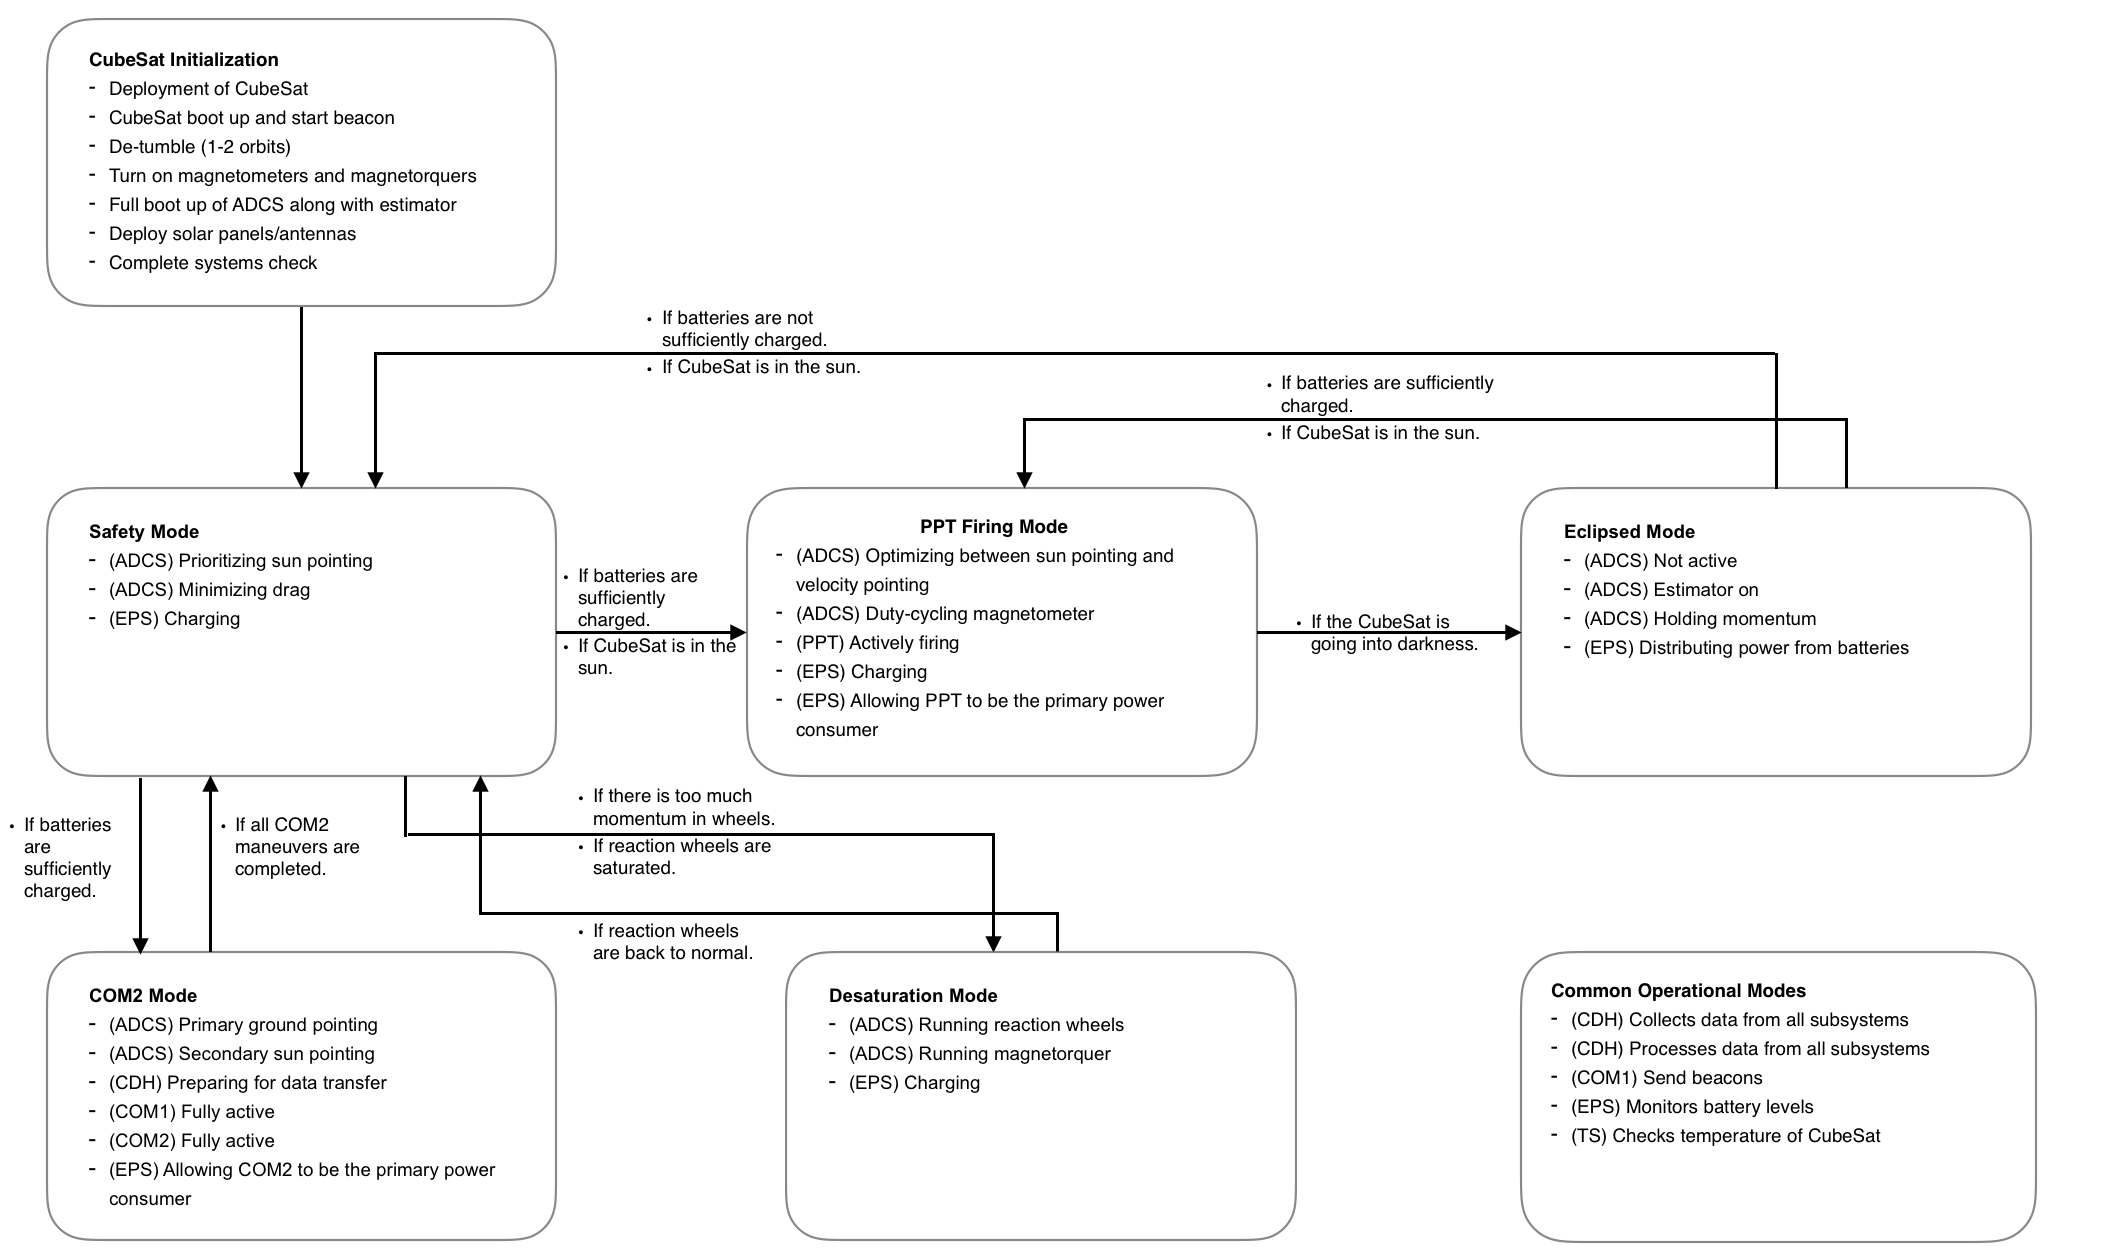 CubeSat Initialization
- Deployment of CubeSat
- CubeSat boot up and start beacon
- De-tumble (1-2 orbits)
- Turn on magnetometers and magnetorquers
- Full boot up of ADCS along with estimator
- Deploy solar panels/antennas
- Complete systems check
• If batteries are not
sufficiently charged.
• If CubeSat is in the sun.
• If batteries are sufficiently
charged.
• If CubeSat is in the sun.
Safety Mode
- (ADCS) Prioritizing sun pointing
- (ADCS) Minimizing drag
- (EPS) Charging
• If batteries are
sufficiently
charged.
• If CubeSat is in the
sun.
PPT Firing Mode
- (ADCS) Optimizing between sun pointing and
velocity pointing
- (ADCS) Duty-cycling magnetometer
- (PPT) Actively firing
- (EPS) Charging
- (EPS) Allowing PPT to be the primary power
consumer
• If the CubeSat is
going into darkness.
Eclipsed Mode
- (ADCS) Not active
- (ADCS) Estimator on
- (ADCS) Holding momentum
- (EPS) Distributing power from batteries
• If batteries
are
sufficiently
charged.
• If all COM2
maneuvers are
completed.
• If there is too much
momentum in wheels.
• If reaction wheels are
saturated.
• If reaction wheels
are back to normal.
COM2 Mode
- (ADCS) Primary ground pointing
- (ADCS) Secondary sun pointing
- (CDH) Preparing for data transfer
- (COM1) Fully active
- (COM2) Fully active
- (EPS) Allowing COM2 to be the primary power
consumer
Desaturation Mode
- (ADCS) Running reaction wheels
- (ADCS) Running magnetorquer
- (EPS) Charging
Common Operational Modes
- (CDH) Collects data from all subsystems
- (CDH) Processes data from all subsystems
- (COM1) Send beacons
- (EPS) Monitors battery levels
- (TS) Checks temperature of CubeSat